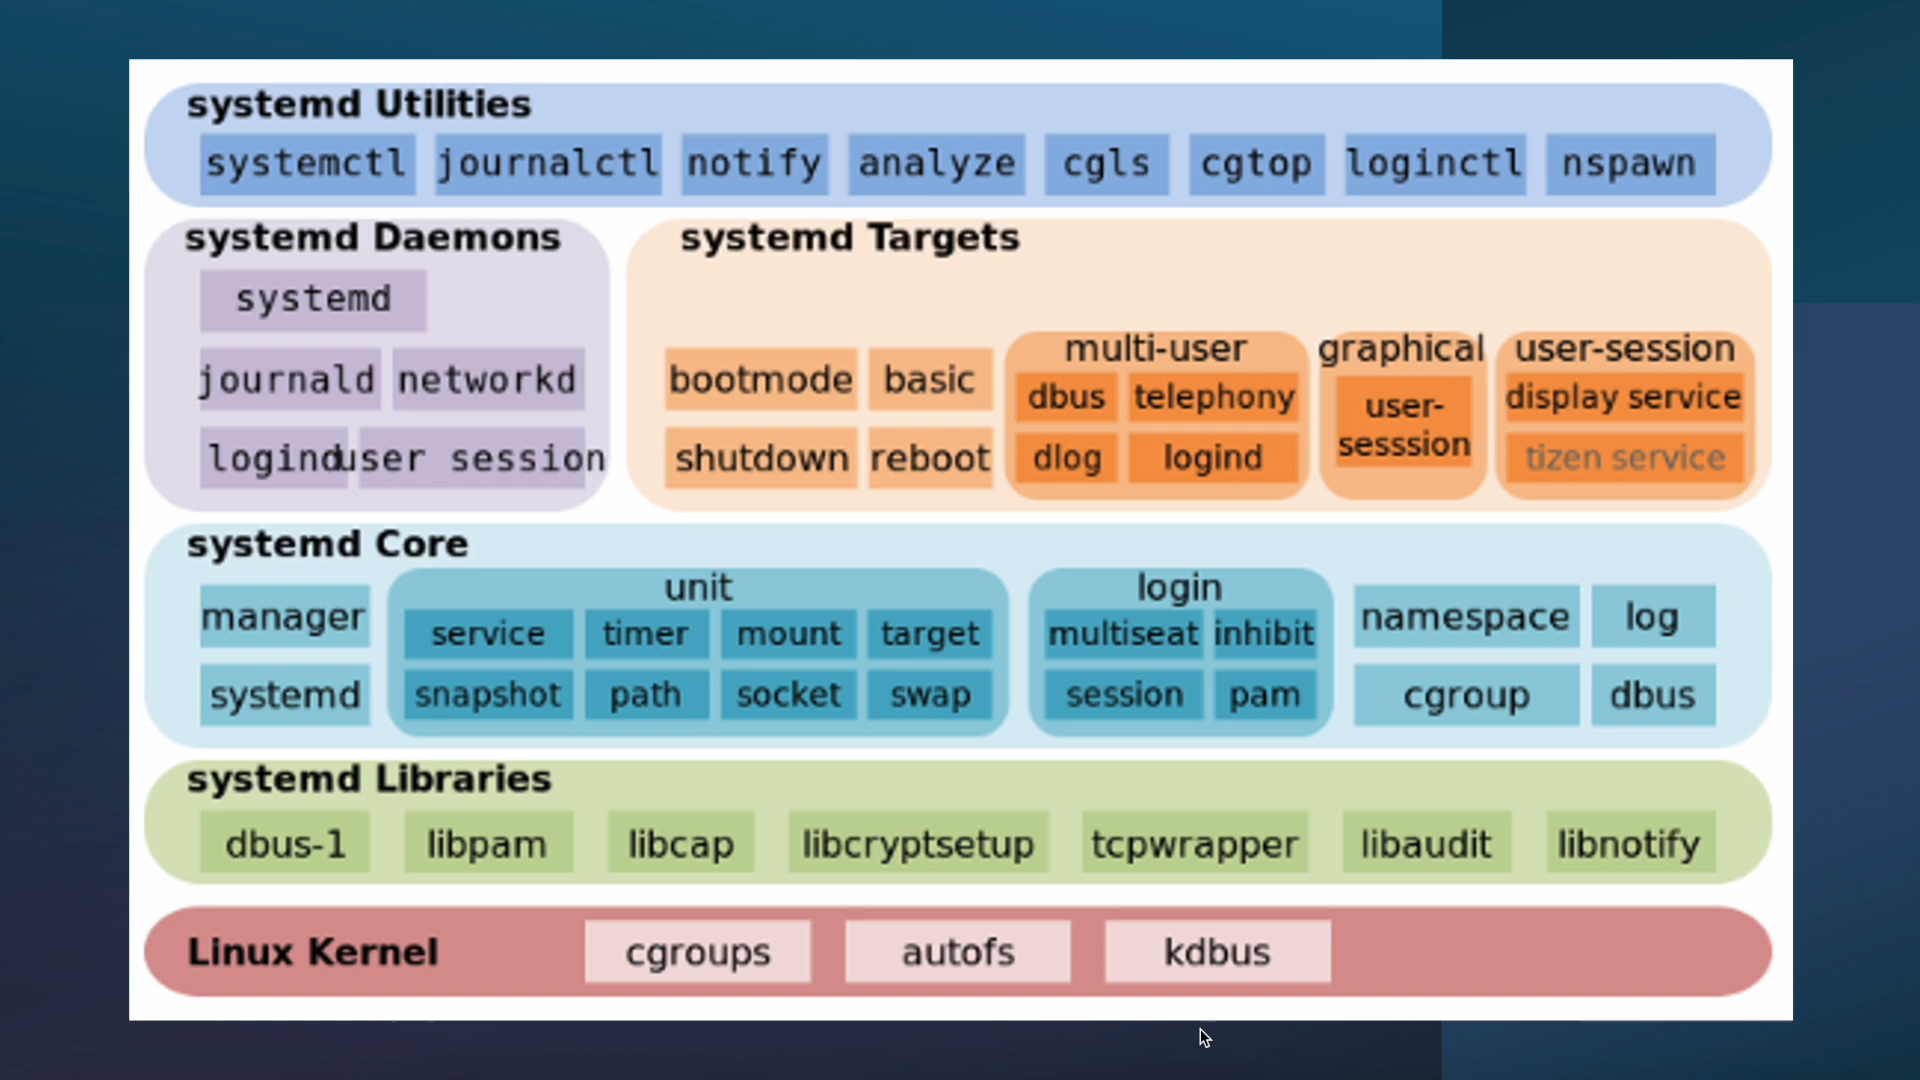 systemd Utilities
systemctl journalctl notify analyze cgls cgtop loginctl nspawn
systemd Daemons
systemd
journald networkd
logind user session
systemd Targets
bootmode basic
shutdown reboot
multi-user
dbus telephony
dlog logind
graphical
user-
sesssion
user-session
display service
tizen service
systemd Core
manager
systemd
unit
service timer mount target
snapshot path socket swap
login
multiseat inhibit
session pam
namespace log
cgroup dbus
systemd Libraries
dbus-1 libpam libcap libcryptsetup tcpwrapper libaudit libnotify
Linux Kernel cgroups autofs kdbus